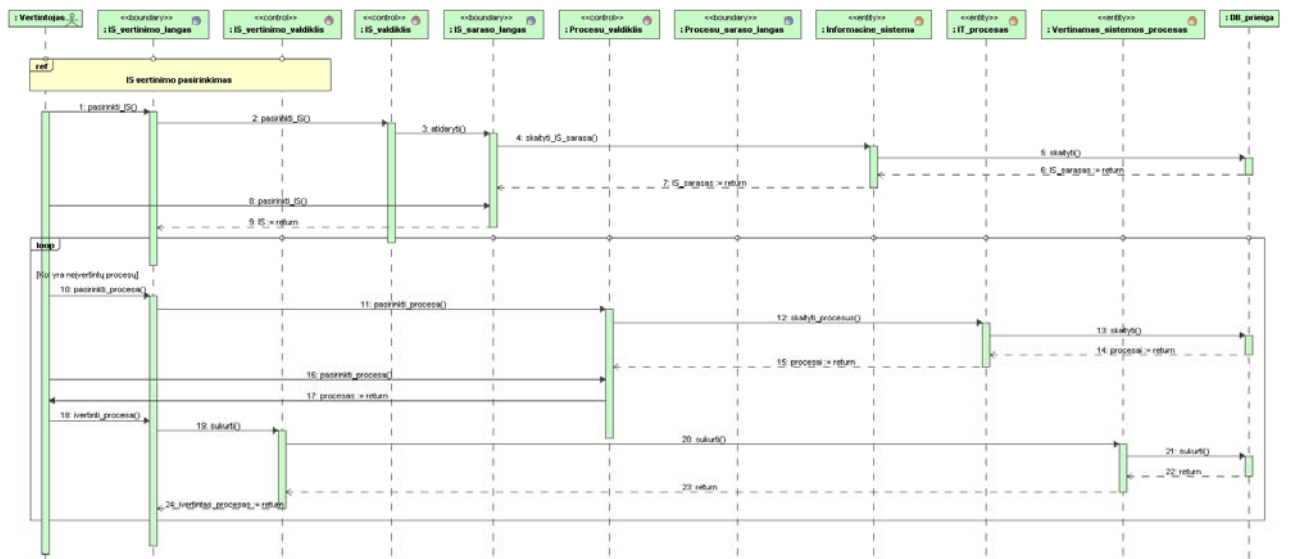 : Vertintojas
<<boundary>>
: IS_vertinimo_langas
<<control>>
: IS_vertinimo_valdiklis
<<control>>
: IS_valdiklis
<<boundary>>
: IS_saraso_langas
<<control>>
: Procesu_valdiklis
<<boundary>>
: Procesu_saraso_langas
<<entity>>
: Informacine_sistema
<<entity>>
: IT_procesas
<<entity>>
: Vertinamas_sistemos_procesas
: DB_prieiga
ref
IS vertinimo pasirinkimas
1: pasirinkti_IS()
2: pasirinkti_IS()
3: atidaryti()
4: skaityti_IS_sarasa()
5: skaityti()
6: IS_sarasas := return
7: IS_sarasas := return
8: pasirinkti_IS()
9: IS := return
loop
[Kol yra neįvertintų procesų]
10: pasirinkti_procesa()
11: pasirinkti_procesa()
12: skaityti_procesus()
13: skaityti()
14: procesai := return
15: procesai := return
16: pasirinkti_procesa()
17: procesas := return
18: ivertinti_procesa()
19: sukurti()
20: sukurti()
21: sukurti()
22: return
23: return
24: ivertintas_procesas := return